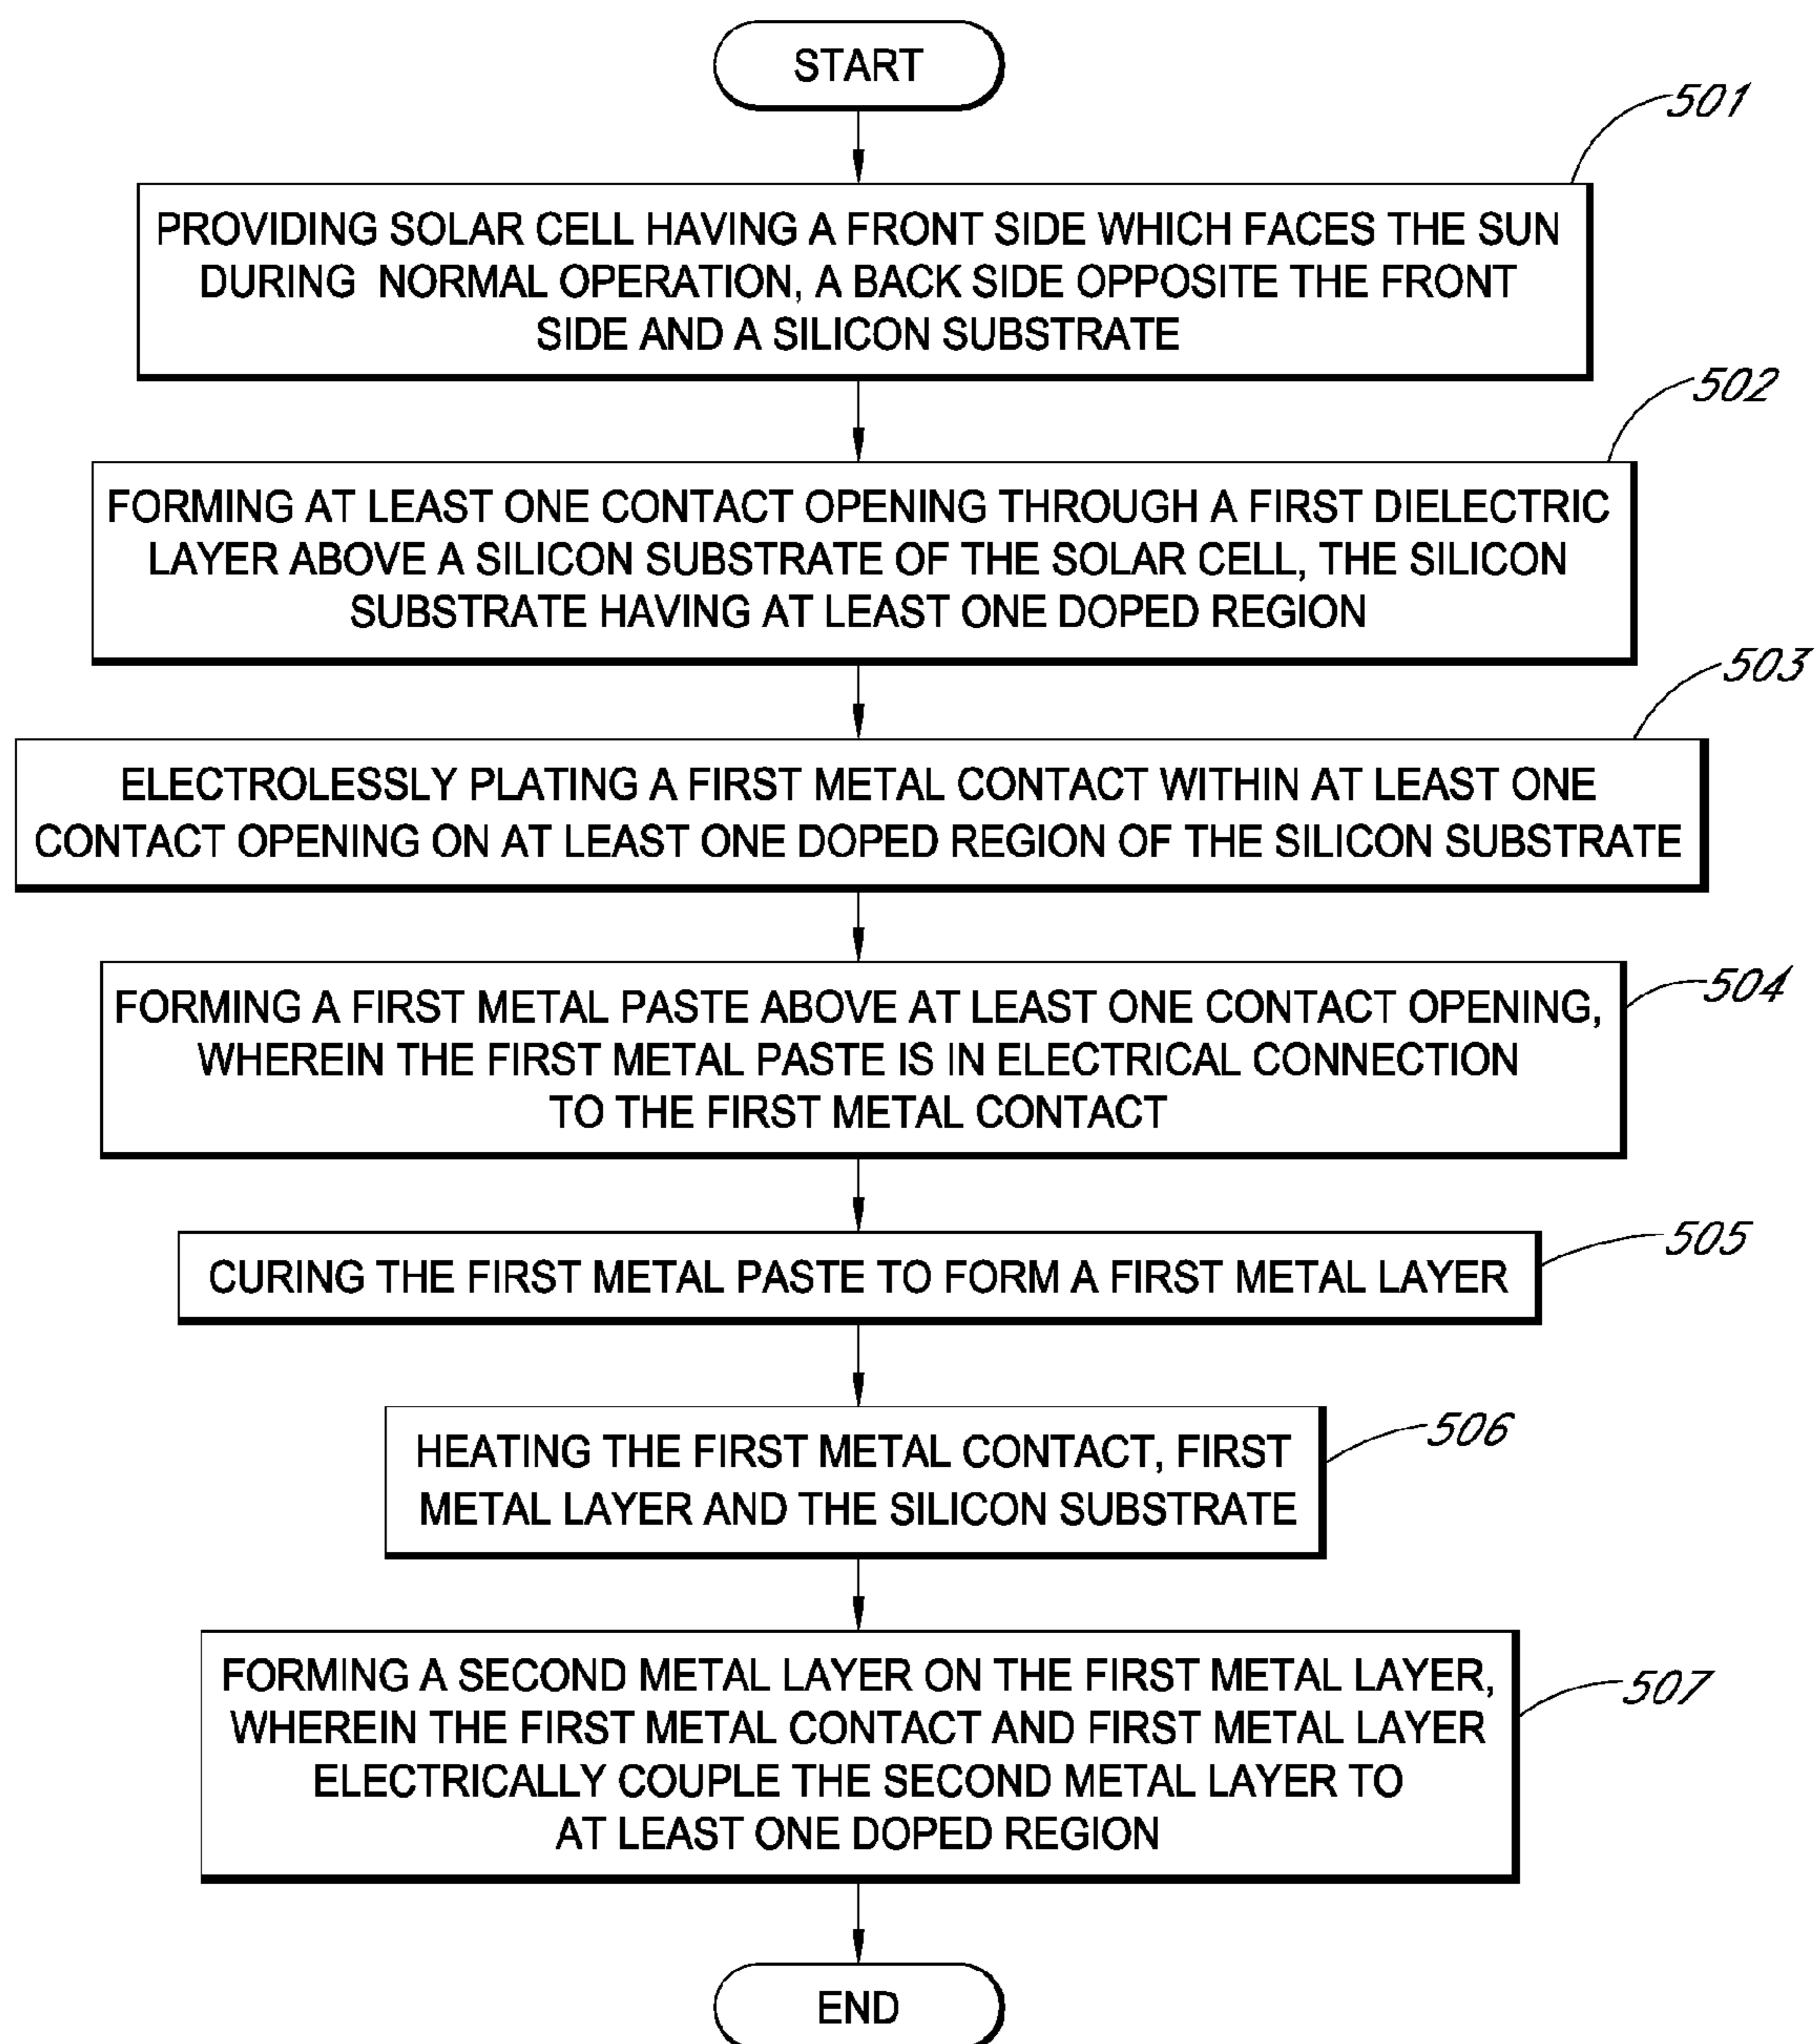 START
501
PROVIDING SOLAR CELL HAVING A FRONT SIDE WHICH FACES THE SUN
DURING NORMAL OPERATION, A BACK SIDE OPPOSITE THE FRONT
SIDE AND A SILICON SUBSTRATE
502
FORMING AT LEAST ONE CONTACT OPENING THROUGH A FIRST DIELECTRIC
LAYER ABOVE A SILICON SUBSTRATE OF THE SOLAR CELL, THE SILICON
SUBSTRATE HAVING AT LEAST ONE DOPED REGION
503
ELECTROLESSLY PLATING A FIRST METAL CONTACT WITHIN AT LEAST ONE
CONTACT OPENING ON AT LEAST ONE DOPED REGION OF THE SILICON SUBSTRATE
504
FORMING A FIRST METAL PASTE ABOVE AT LEAST ONE CONTACT OPENING,
WHEREIN THE FIRST METAL PASTE IS IN ELECTRICAL CONNECTION
TO THE FIRST METAL CONTACT
505
CURING THE FIRST METAL PASTE TO FORM A FIRST METAL LAYER
506
HEATING THE FIRST METAL CONTACT, FIRST
METAL LAYER AND THE SILICON SUBSTRATE
507
FORMING A SECOND METAL LAYER ON THE FIRST METAL LAYER,
WHEREIN THE FIRST METAL CONTACT AND FIRST METAL LAYER
ELECTRICALLY COUPLE THE SECOND METAL LAYER TO
AT LEAST ONE DOPED REGION
END